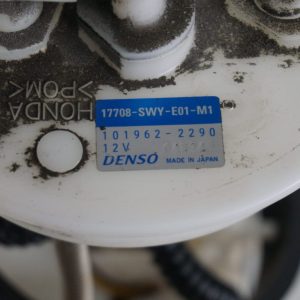 HONDA
>POM<
17708-SWY-E01-M1
101962-2290
12V
DENSO MADE IN JAPAN